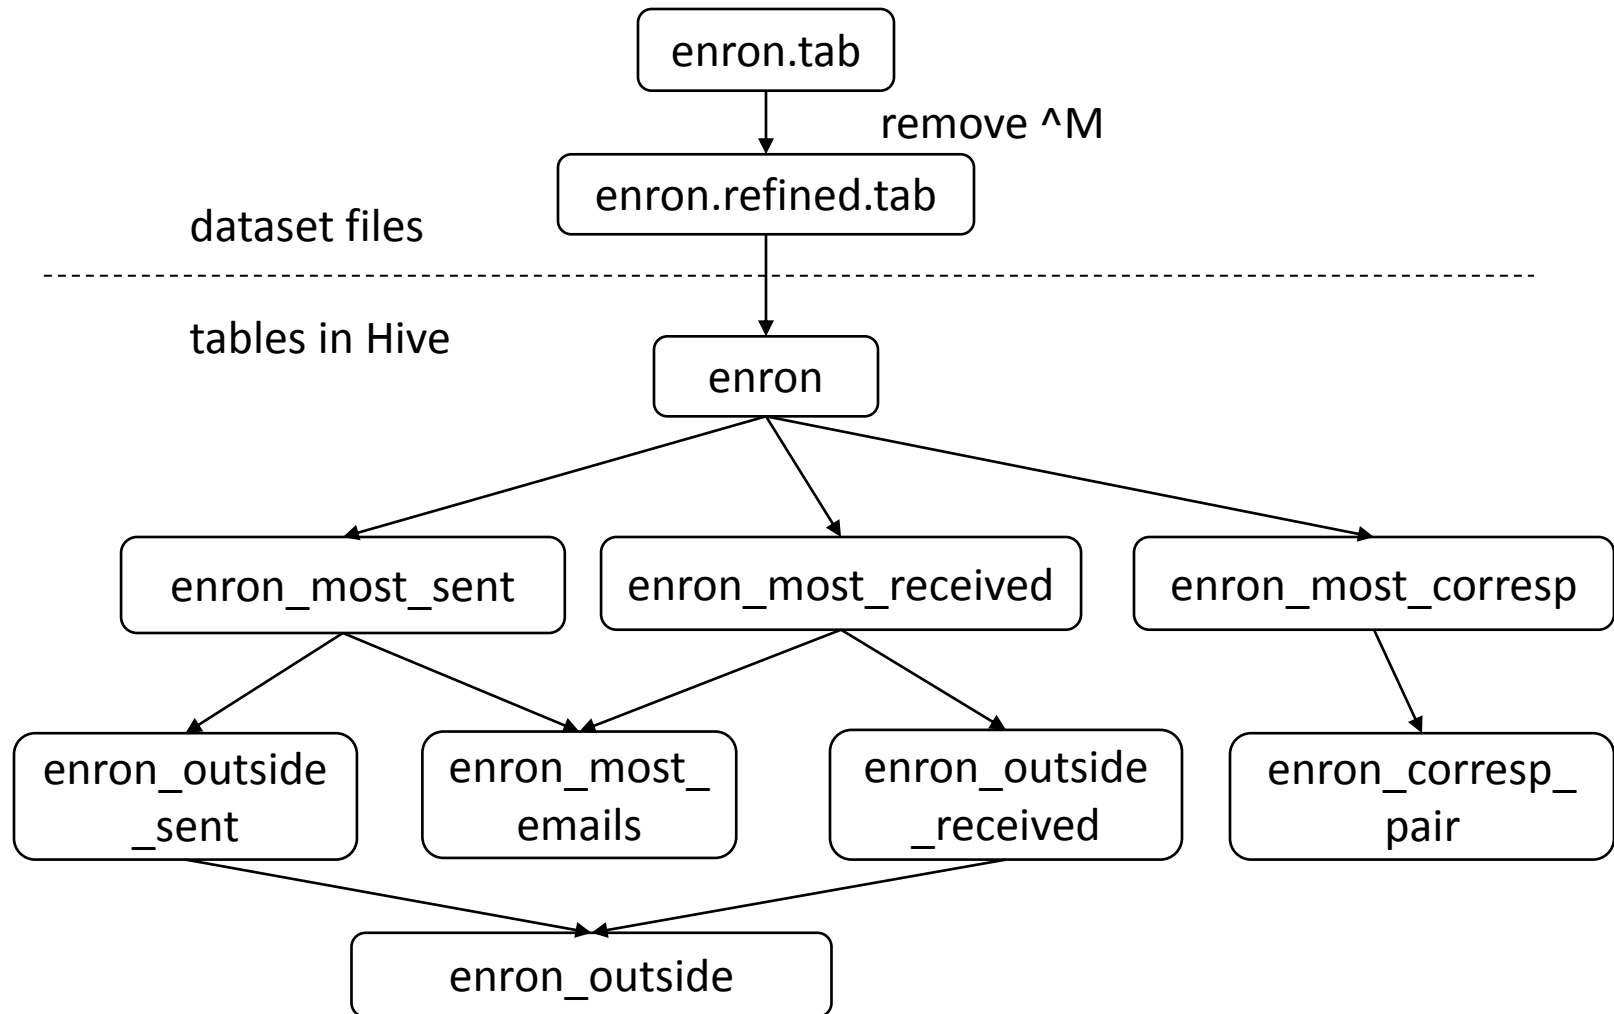 enron.tab
remove ^M
enron.refined.tab
dataset files
tables in Hive
enron
enron_most_sent
enron_most_received
enron_most_corresp
enron_outside
_sent
enron_most_
emails
enron_outside
_received
enron_corresp_
pair
enron_outside